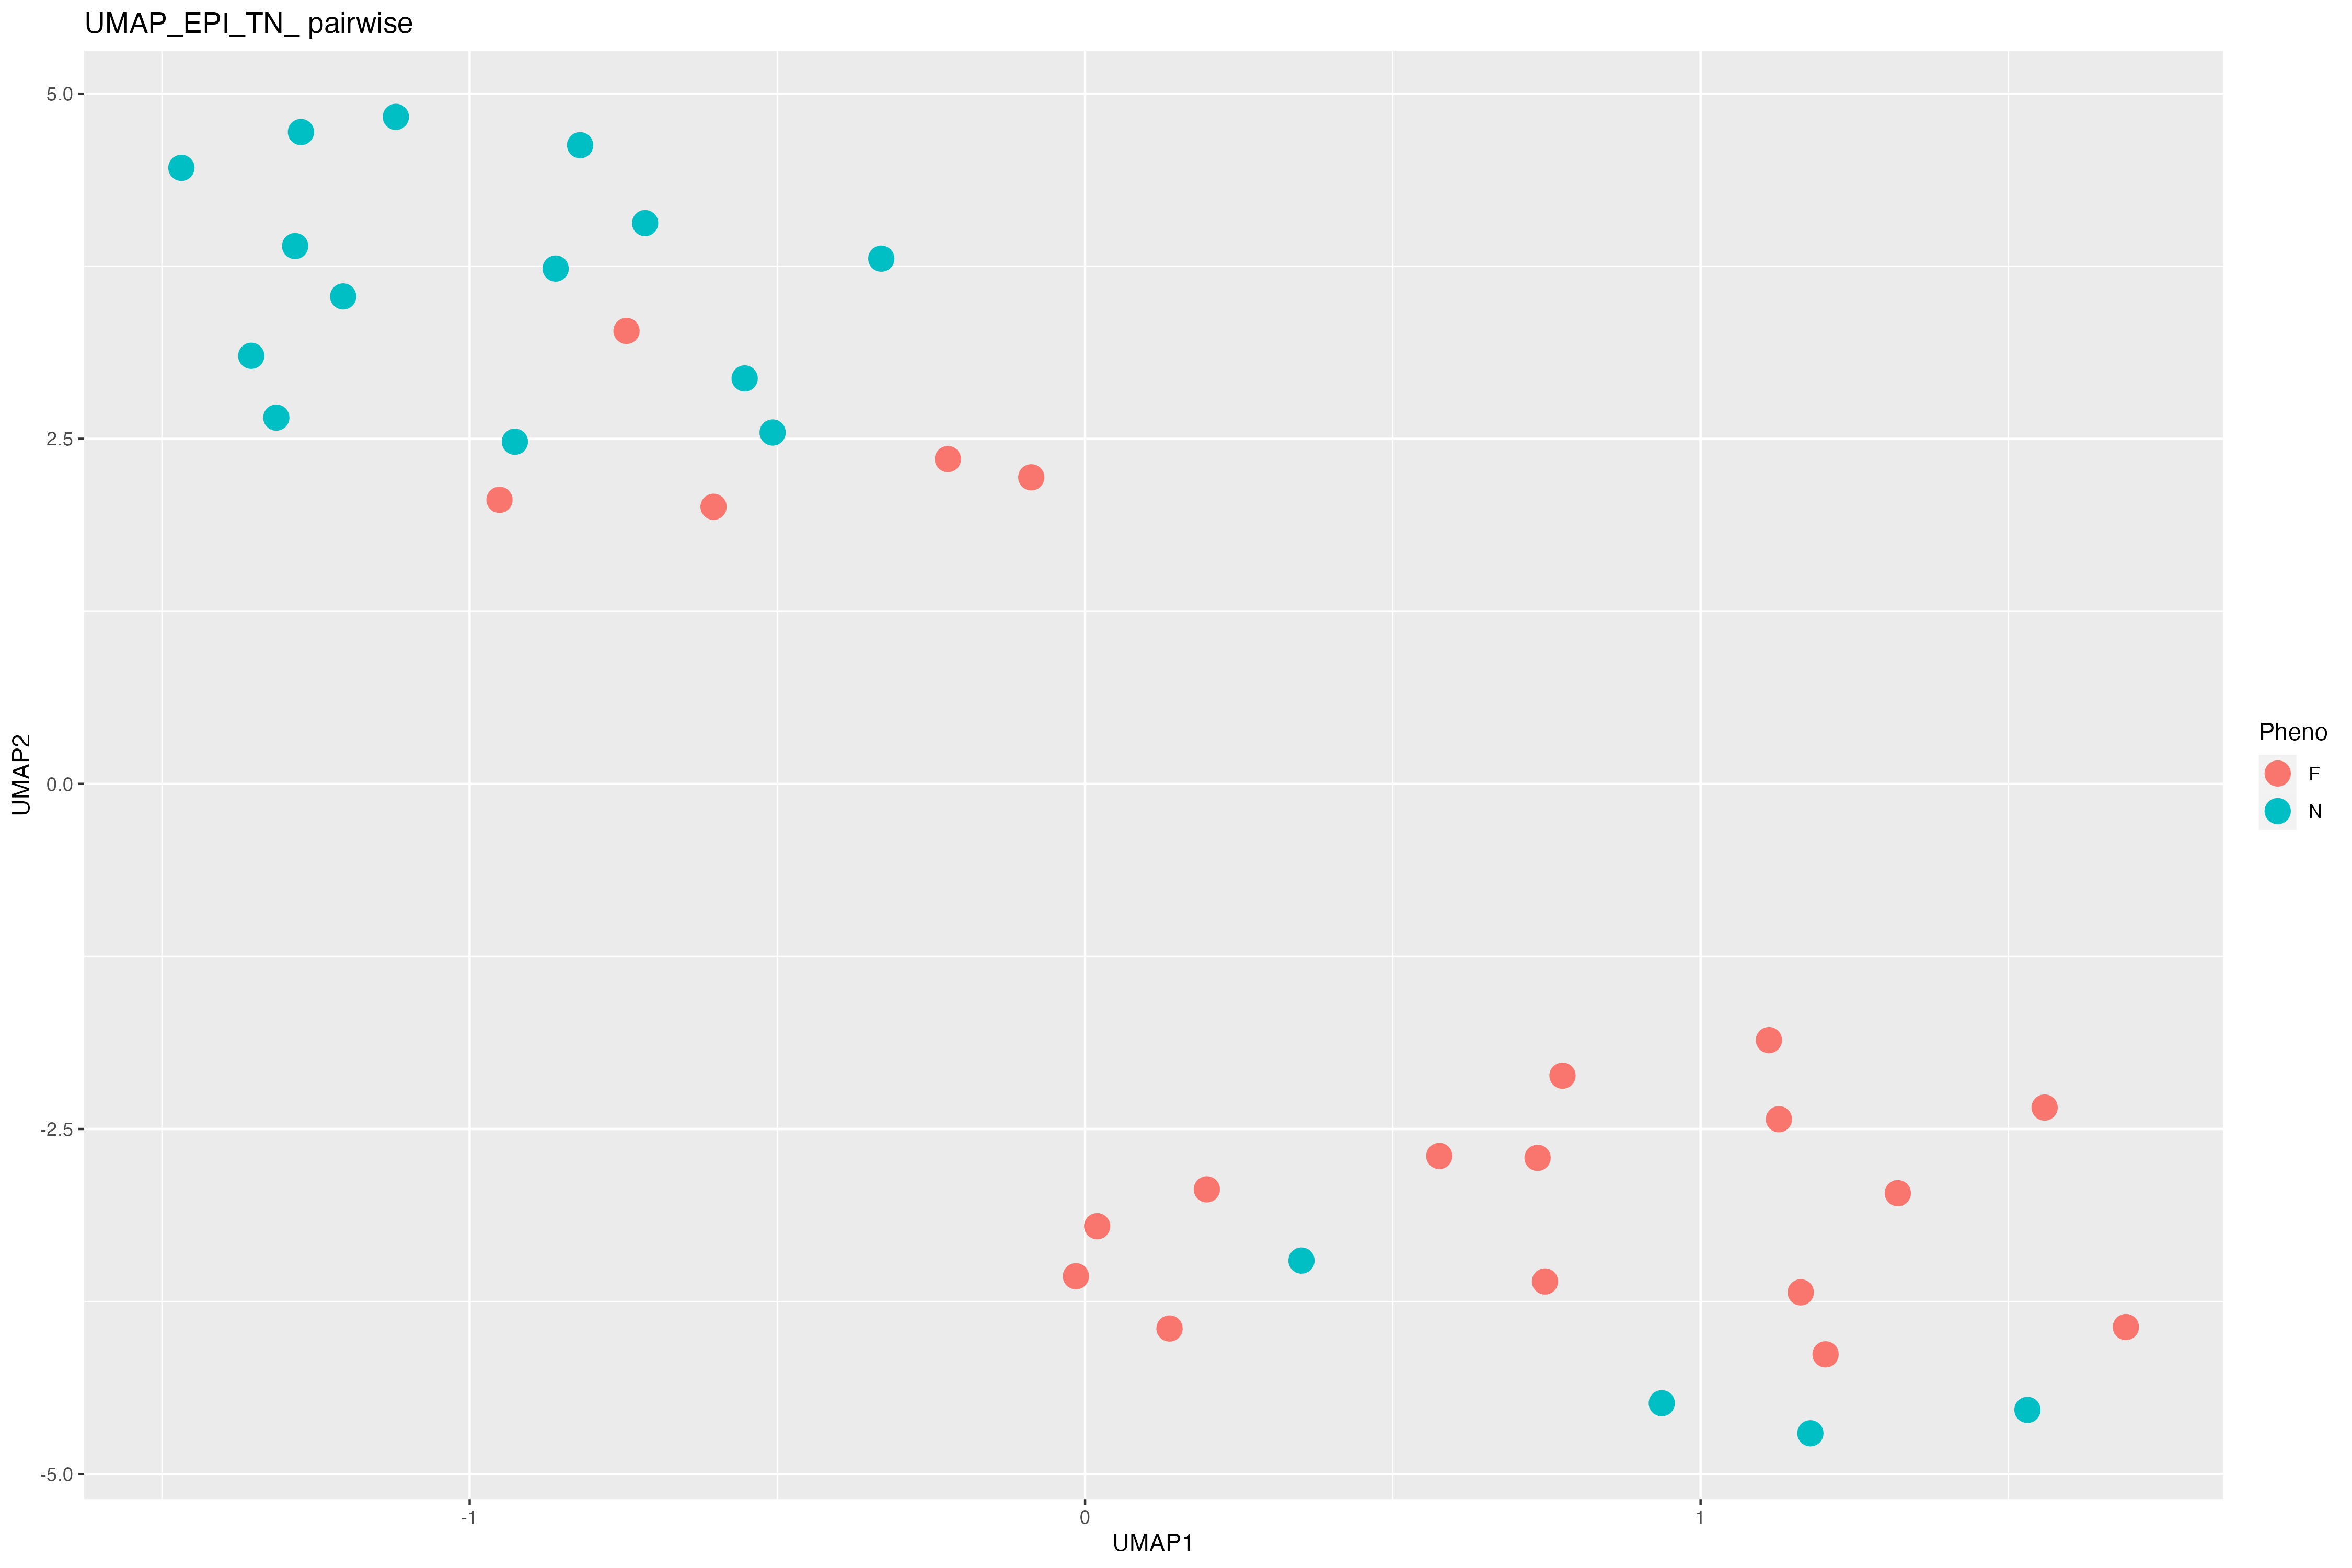 UMAP_EPI_TN_ pairwise
5.0
2.5
0.0
-2.5
-5.0
UMAP2
-1
0
1
UMAP1
Pheno
F
N